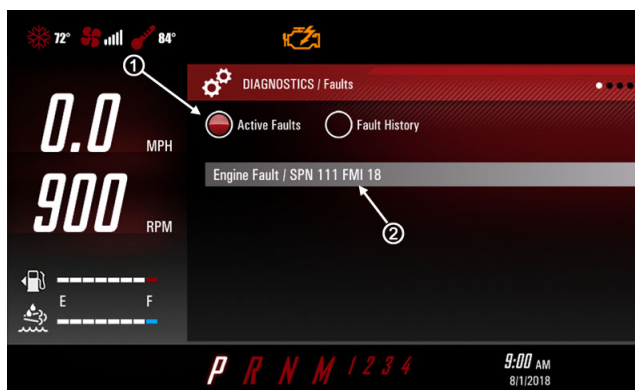 72° 84°
①
DIAGNOSTICS / Faults
Active Faults Fault History
0.0 MPH
Engine Fault / SPN 111 FMI 18
900 RPM
②
E F
P R N M 1 2 3 4
9:00 AM
8/1/2018